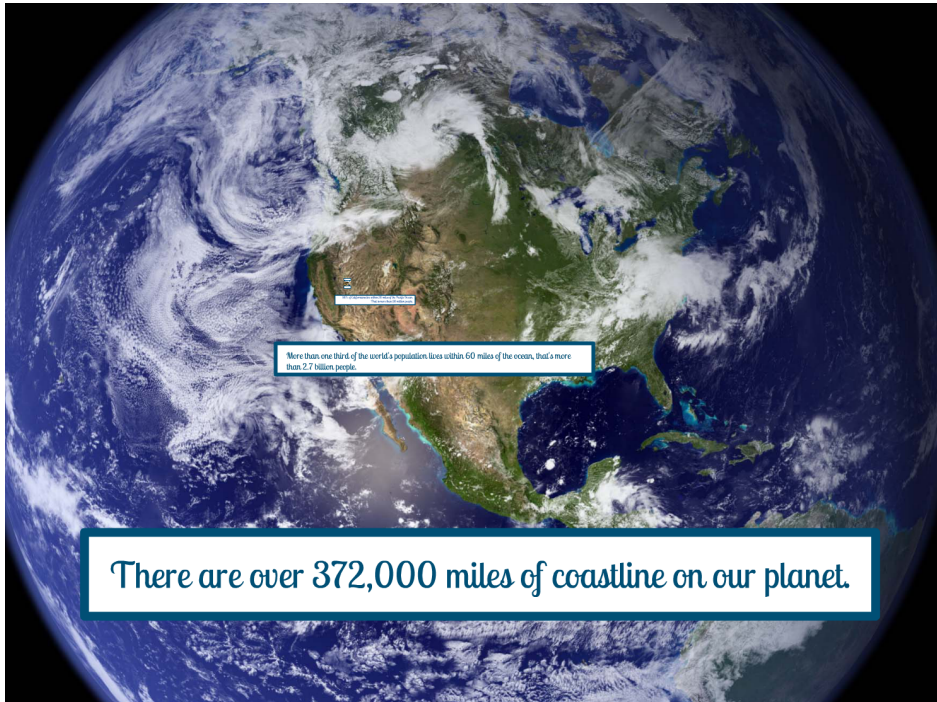 More than one third of the world's population lives within 60 miles of the ocean, that's more
than 2.7 billion people.
There are over 372,000 miles of coastline on our planet.